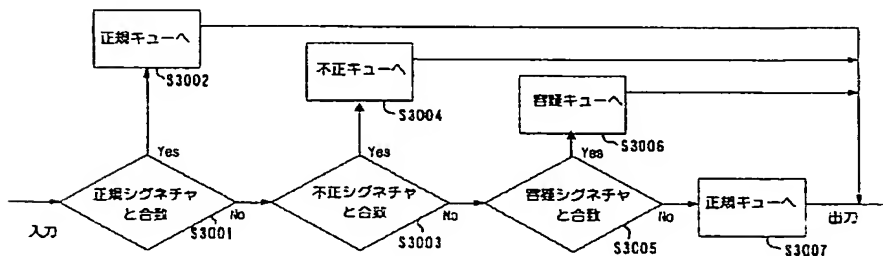 正規キューへ
S3002
不正キューへ
S3004
容疑キューへ
S3006
Yes
Yes
Yes
正規シグネチャ
と合致
不正シグネチャ
と合致
容疑シグネチャ
と合致
正規キューへ
入力
S3001
No
S3003
No
S3005
No
S3007
出力